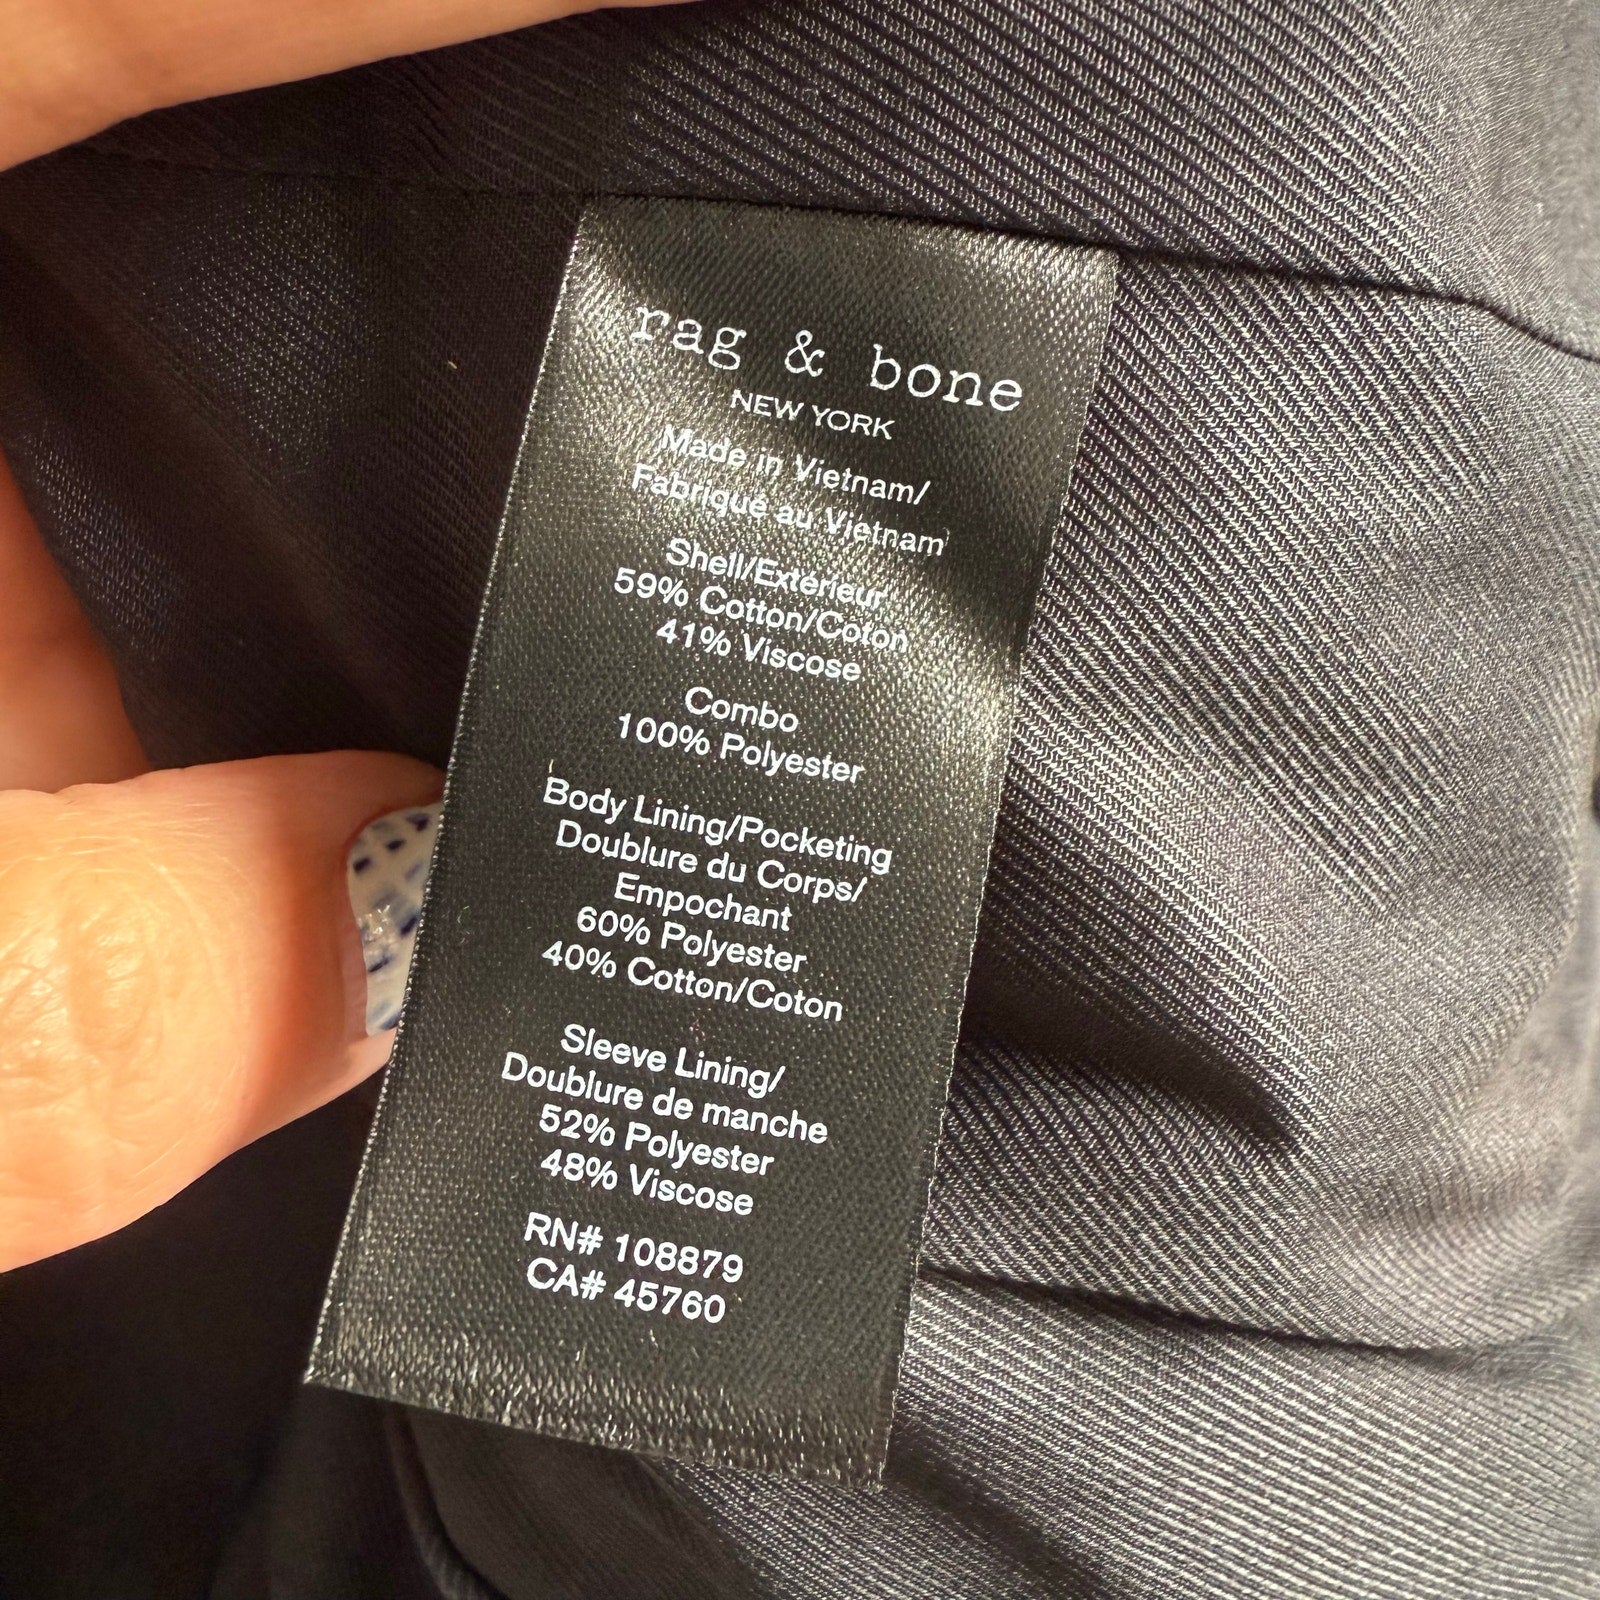 rag & bone
NEW YORK
Made in Vietnam/
Fabriqué au Vietnam
Shell/Extérieur
59% Cotton/Coton
41% Viscose
Combo
100% Polyester
Body Lining/Pocketing
Doublure du Corps/
Empochant
60% Polyester
40% Cotton/Coton
Sleeve Lining/
Doublure de manche
52% Polyester
48% Viscose
RN# 108879
CA# 45760